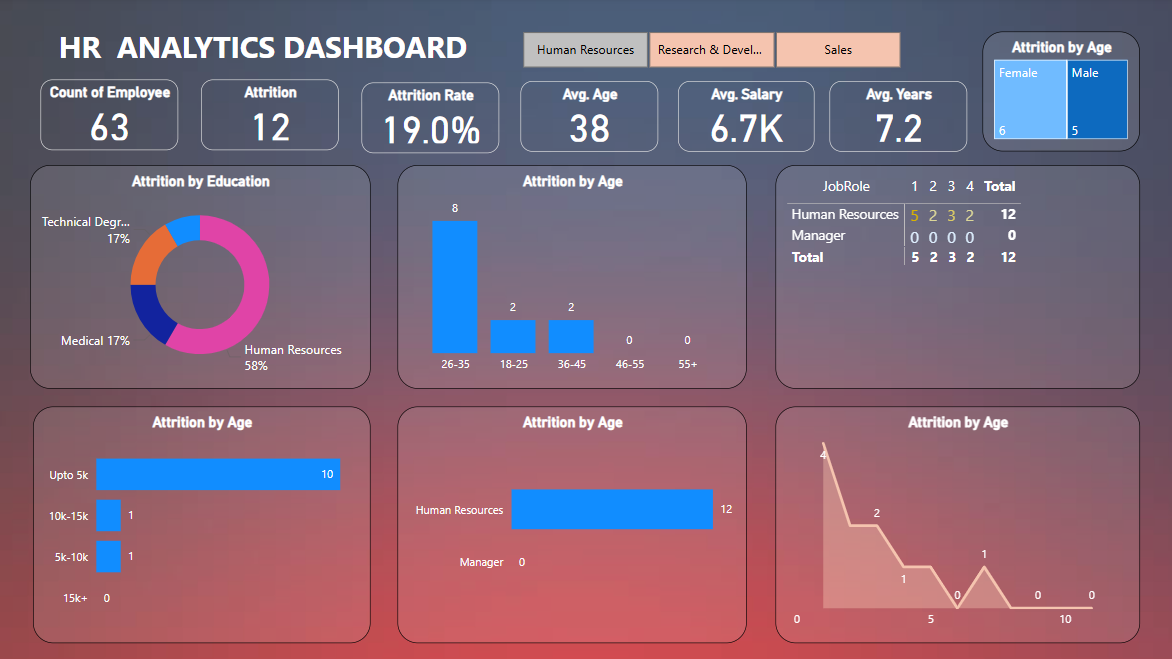 HR ANALYTICS DASHBOARD
Human Resources
Research & Devel...
Sales
Count of Employee
63
Attrition
12
Attrition Rate
19.0%
Avg. Age
38
Avg. Salary
6.7K
Avg. Years
7.2
Attrition by Age
Female
Male
6
5
Attrition by Education
Technical Degr...
17%
Medical 17%
Human Resources
58%
Attrition by Age
8
2
2
0
0
26-35
18-25
36-45
46-55
55+
JobRole 1 2 3 4 Total
Human Resources 5 2 3 2 12
Manager 0 0 0 0 0
Total 5 2 3 2 12
Attrition by Age
Upto 5k 10
10k-15k 1
5k-10k 1
15k+ 0
Attrition by Age
Human Resources 12
Manager 0
Attrition by Age
4
2
1
0
1
0
0
0
5
10